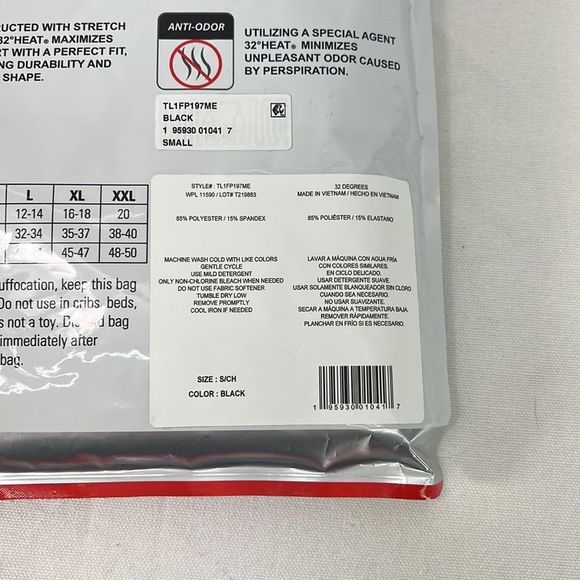 RUCTED WITH STRETCH
32°HEAT® MAXIMIZES
RT WITH A PERFECT FIT,
NG DURABILITY AND
SHAPE.
ANTI-ODOR
UTILIZING A SPECIAL AGENT
32°HEAT® MINIMIZES
UNPLEASANT ODOR CAUSED
BY PERSPIRATION.
TL1FP197ME
BLACK
1 95930 01041 7
SMALL
L XL XXL
12-14 16-18 20
32-34 35-37 38-40
45-47 48-50
uffocation, keep this bag
Do not use in cribs, beds,
s not a toy. Discard bag
immediately after
bag.
STYLE#: TL1FP197ME
WPL 11590 / LOT# T219883
85% POLYESTER / 15% SPANDEX
MACHINE WASH COLD WITH LIKE COLORS
GENTLE CYCLE
USE MILD DETERGENT
ONLY NON-CHLORINE BLEACH WHEN NEEDED
DO NOT USE FABRIC SOFTENER
TUMBLE DRY LOW
REMOVE PROMPTLY
COOL IRON IF NEEDED
SIZE : S/CH
COLOR : BLACK
32 DEGREES
MADE IN VIETNAM / HECHO EN VIETNAM
85% POLIÉSTER / 15% ELASTANO
LAVAR A MÁQUINA CON AGUA FRÍA
CON COLORES SIMILARES.
EN CICLO DELICADO.
USAR DETERGENTE SUAVE.
USAR SOLAMENTE BLANQUEADOR SIN CLORO
CUANDO SEA NECESARIO.
NO USAR SUAVIZANTE.
SECAR A MÁQUINA A TEMPERATURA BAJA.
REMOVER RÁPIDAMENTE.
PLANCHAR EN FRÍO SI ES NECESARIO.
1 95930 01041 7